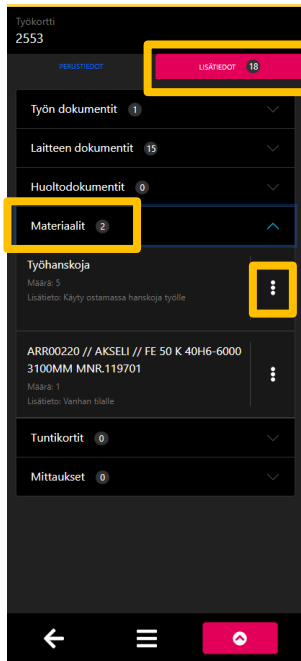 Työkortti
2553
PERUSTIEDOT
LISÄTIEDOT 18
Työn dokumentit 1
Laitteen dokumentit 15
Huoltodokumentit 0
Materiaalit 2
Työhanskoja
Määrä: 5
Lisätieto: Käyty ostamassa hanskoja työlle
ARR00220 // AKSELI // FE 50 K 40H6-6000
3100MM MNR.119701
Määrä: 1
Lisätieto: Vanhan tilalle
Tuntikortit 0
Mittaukset 0